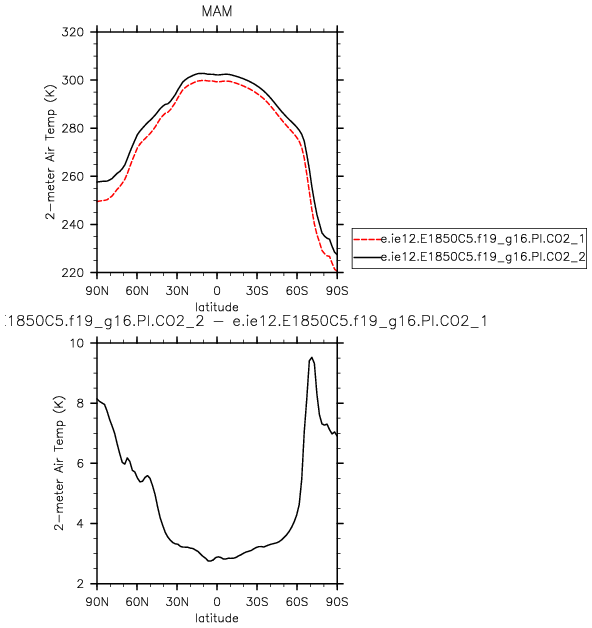 MAM
320
300
280
260
240
220
2-meter Air Temp (K)
90N 60N 30N 0 30S 60S 90S
latitude
e.ie12.E1850C5.f19_g16.PI.CO2_1
e.ie12.E1850C5.f19_g16.PI.CO2_2
:1850C5.f19_g16.PI.CO2_2 - e.ie12.E1850C5.f19_g16.PI.CO2_1
10
8
6
4
2
2-meter Air Temp (K)
90N 60N 30N 0 30S 60S 90S
latitude